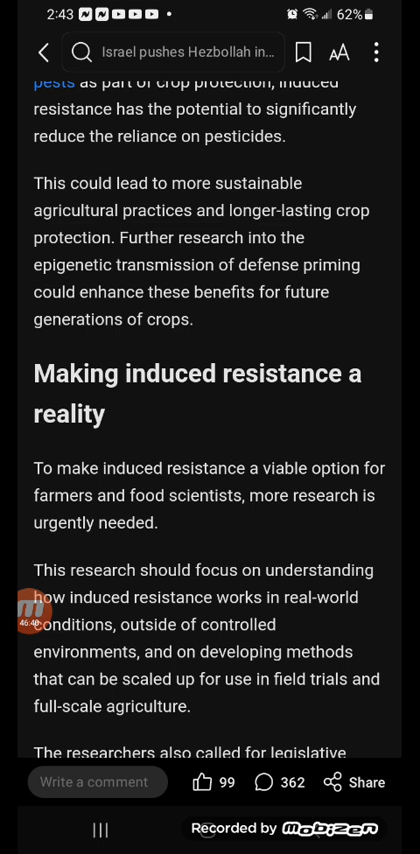 2:43
62%
Israel pushes Hezbollah in...
AA
pests as part of crop protection, induced
resistance has the potential to significantly
reduce the reliance on pesticides.
This could lead to more sustainable
agricultural practices and longer-lasting crop
protection. Further research into the
epigenetic transmission of defense priming
could enhance these benefits for future
generations of crops.
Making induced resistance a
reality
To make induced resistance a viable option for
farmers and food scientists, more research is
urgently needed.
This research should focus on understanding
how induced resistance works in real-world
46:40
conditions, outside of controlled
environments, and on developing methods
that can be scaled up for use in field trials and
full-scale agriculture.
The researchers also called for legislative
Write a comment 99 362 Share
Recorded by mobizen